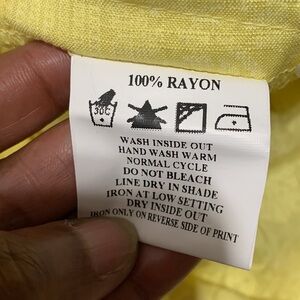 100% RAYON
30C
WASH INSIDE OUT
HAND WASH WARM
NORMAL CYCLE
DO NOT BLEACH
LINE DRY IN SHADE
IRON AT LOW SETTING
DRY INSIDE OUT
IRON ONLY ON REVERSE SIDE OF PRINT